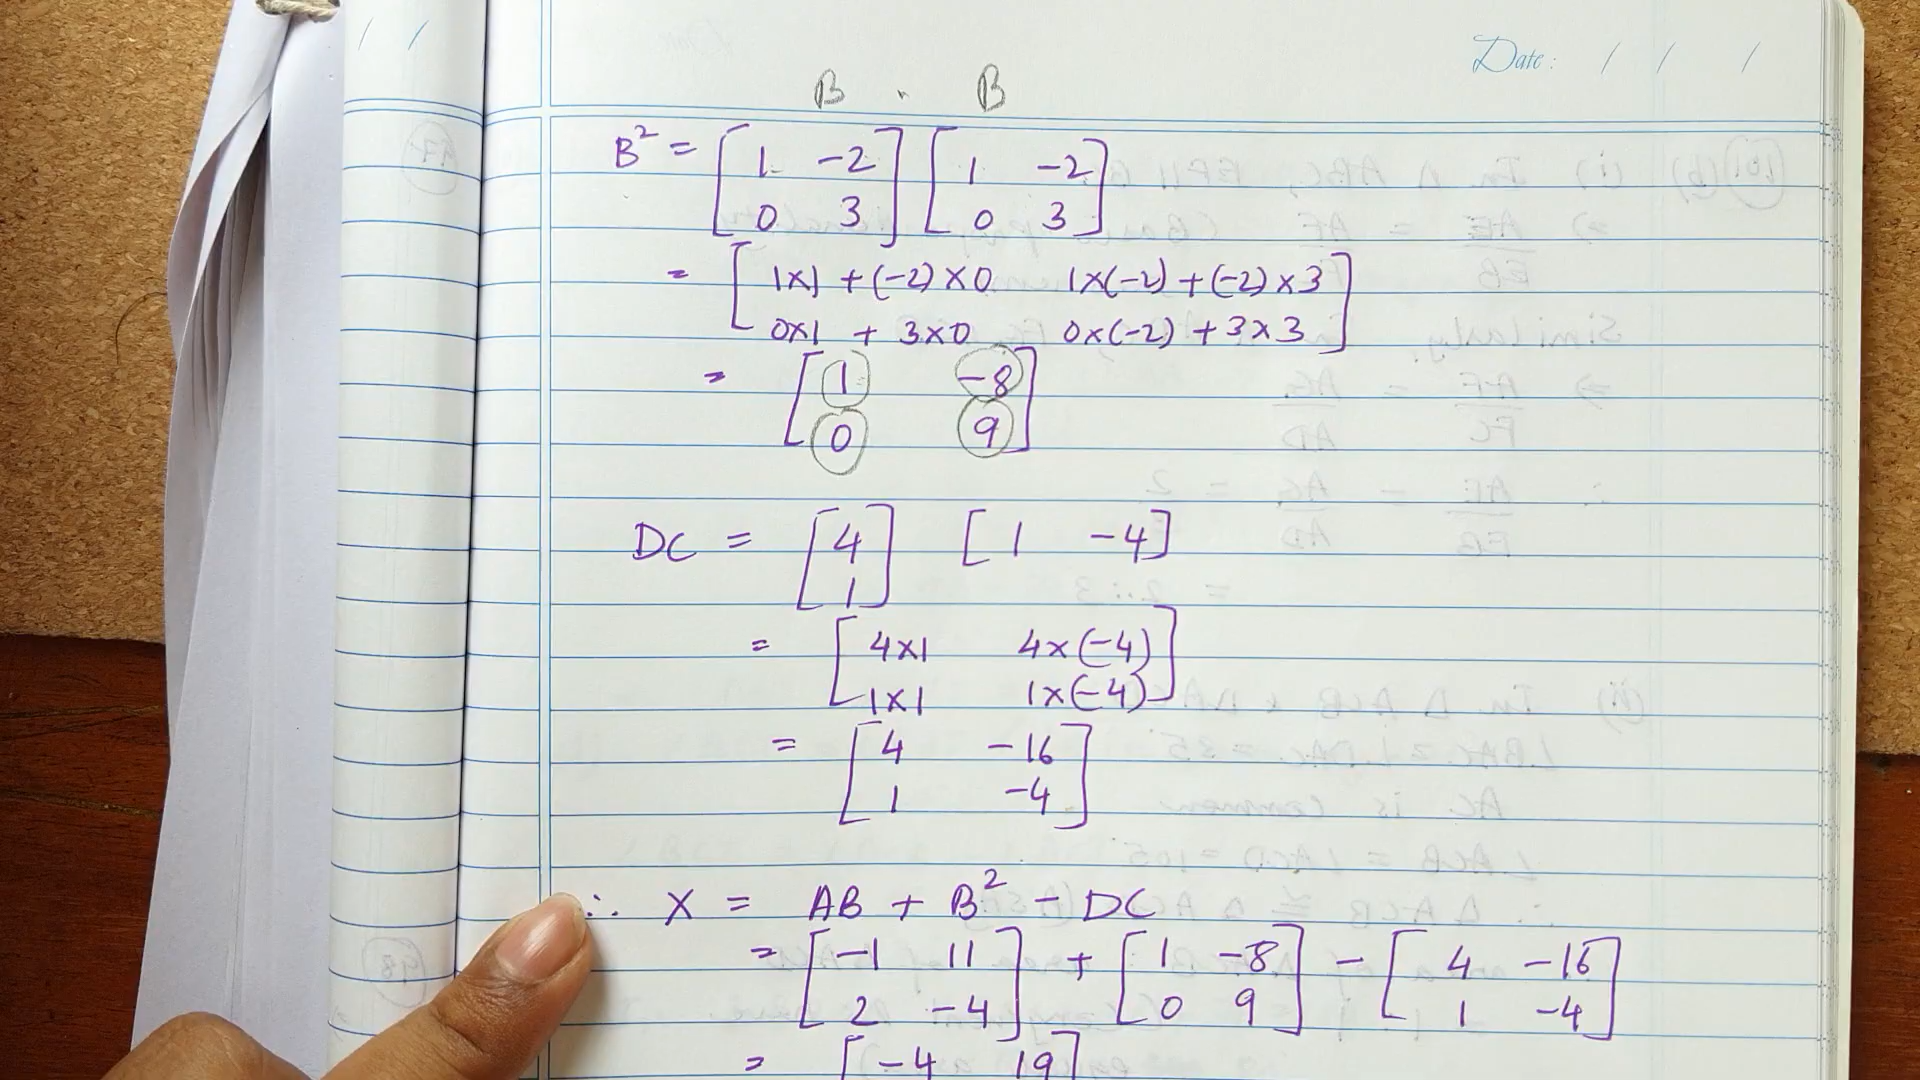 Date: / / /
B . B
B² = [1 -2] [1 -2]
[0 3] [0 3]
= [1×1 + (-2)×0 1×(-2) + (-2)×3]
[0×1 + 3×0 0×(-2) + 3×3]
= [1 -8]
[0 9]
DC = [4] [1 -4]
[1]
= [4×1 4×(-4)]
[1×1 1×(-4)]
= [4 -16]
[1 -4]
∴ X = AB + B² - DC
= [-1 11] + [1 -8] - [4 -16]
[2 -4] [0 9] [1 -4]
= [-4 19]